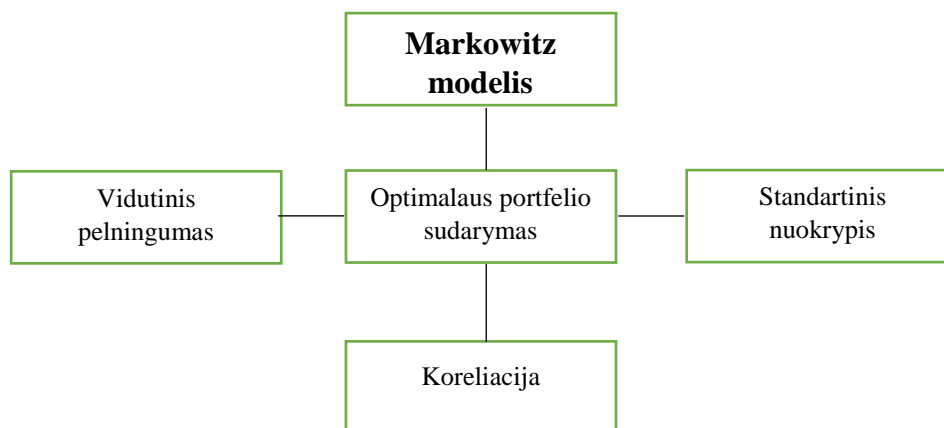 Markowitz
modelis
Vidutinis
pelningumas
Optimalaus portfelio
sudarymas
Standartinis
nuokrypis
Koreliacija